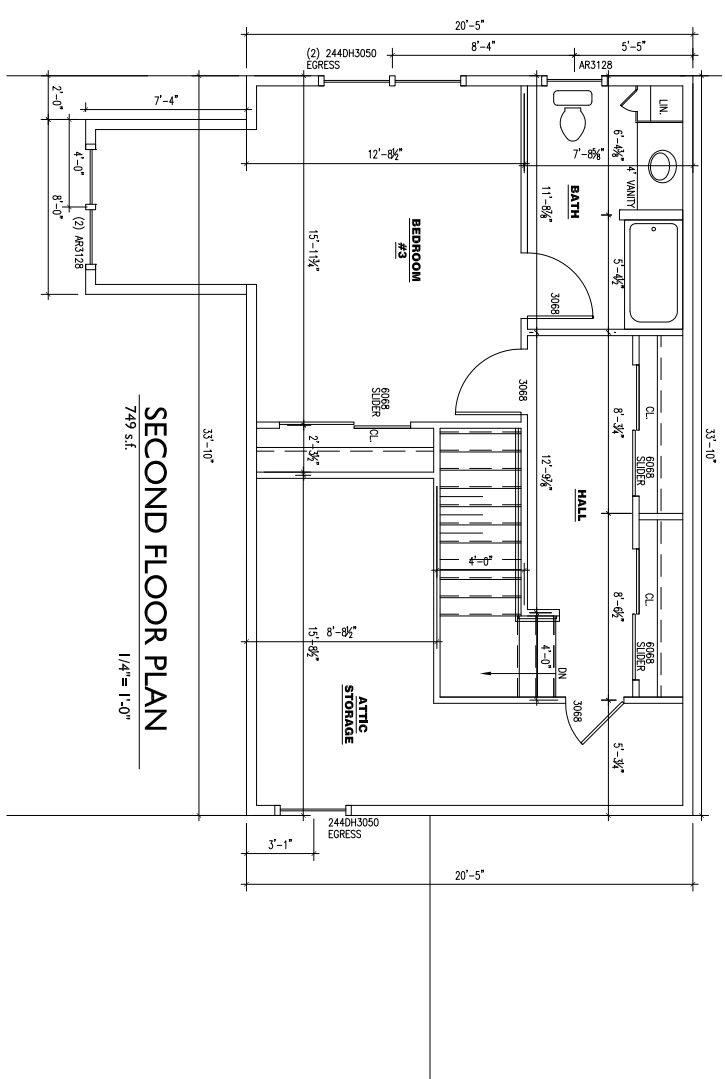 20'-5"
8'-4"
5'-5"
(2) 244DH3050
EGRESS
AR3128
2'-0"
7'-4"
4'-0"
8'-0"
(2) AR3128
12'-8½"
7'-8⅝"
LIN.
6'-4⅜"
4' VANITY
BATH
11'-8⅞"
BEDROOM
#3
15'-11¾"
5'-4½"
3068
3068
33'-10"
33'-10"
6068
SLIDER
CL.
2'-3½"
8'-3¼"
CL.
6068
SLIDER
12'-9⅞"
HALL
4'-0"
8'-6½"
CL.
6068
SLIDER
4'-0"
DN
3068
8'-8½"
15'-8½"
ATTIC
STORAGE
5'-3¼"
244DH3050
EGRESS
3'-1"
20'-5"
SECOND FLOOR PLAN
749 s.f.
1/4"= 1'-0"